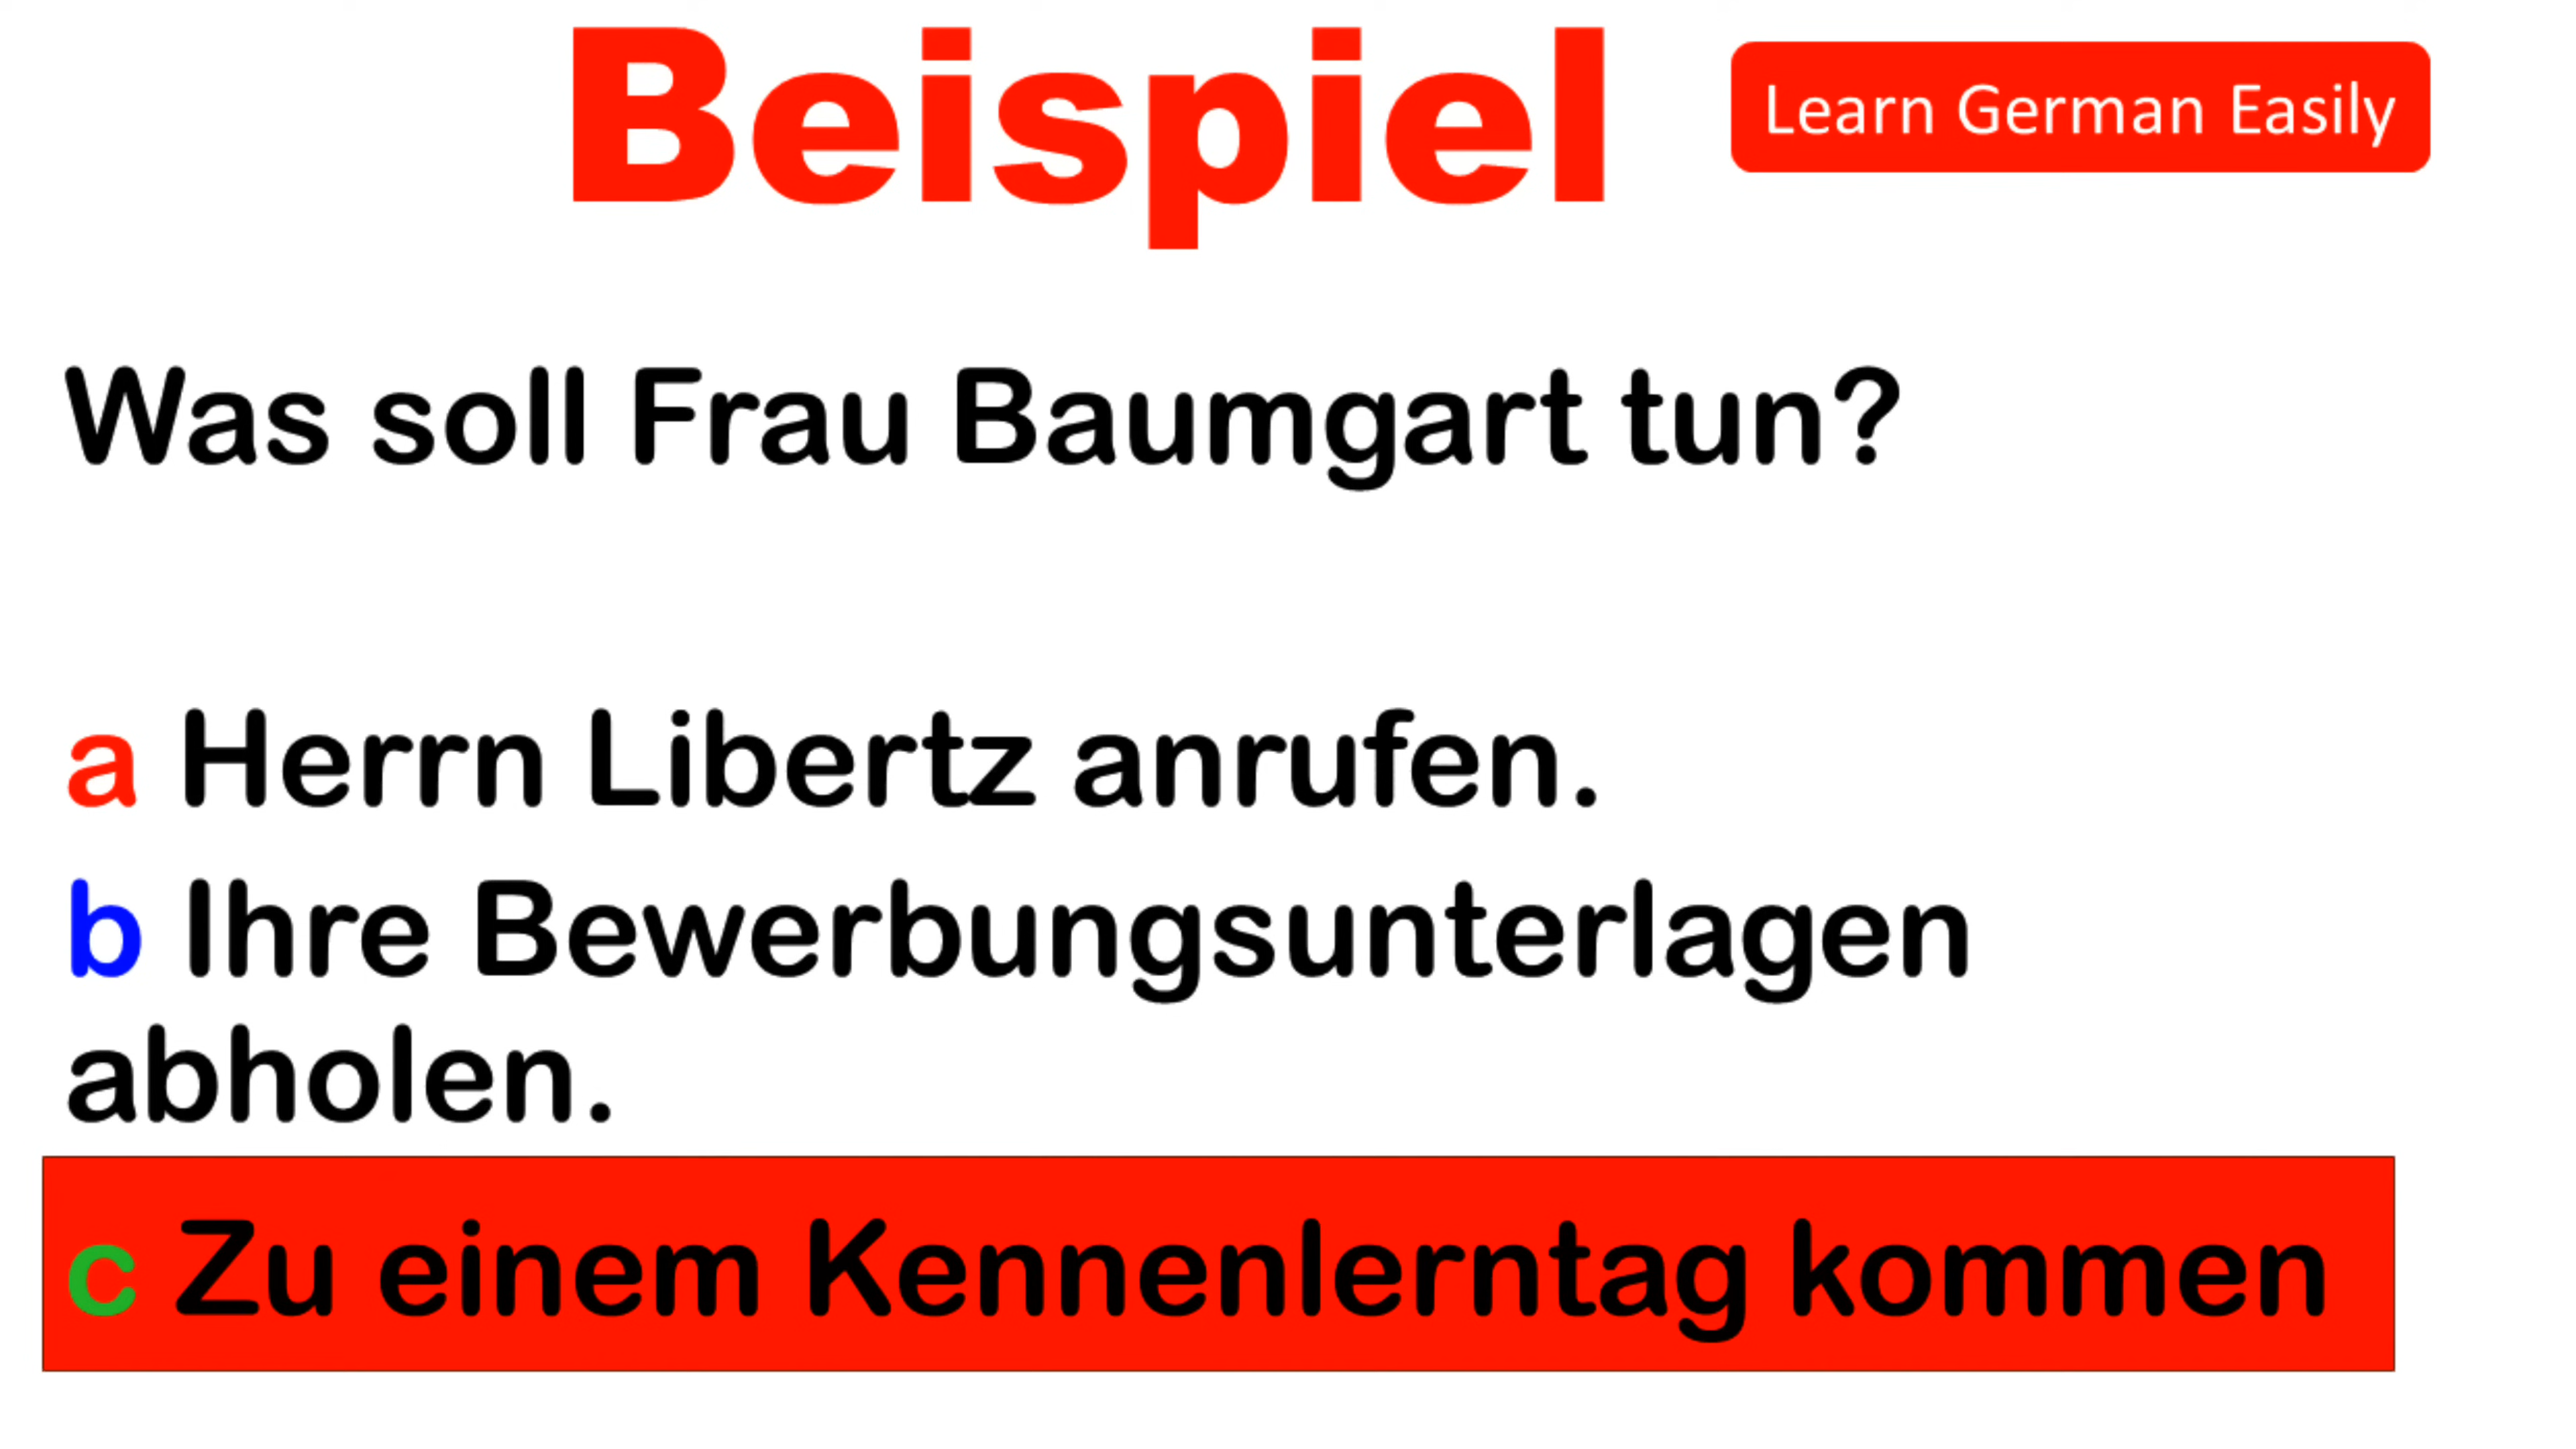 Beispiel
Learn German Easily
Was soll Frau Baumgart tun?
a Herrn Libertz anrufen.
b Ihre Bewerbungsunterlagen
abholen.
c Zu einem Kennenlerntag kommen